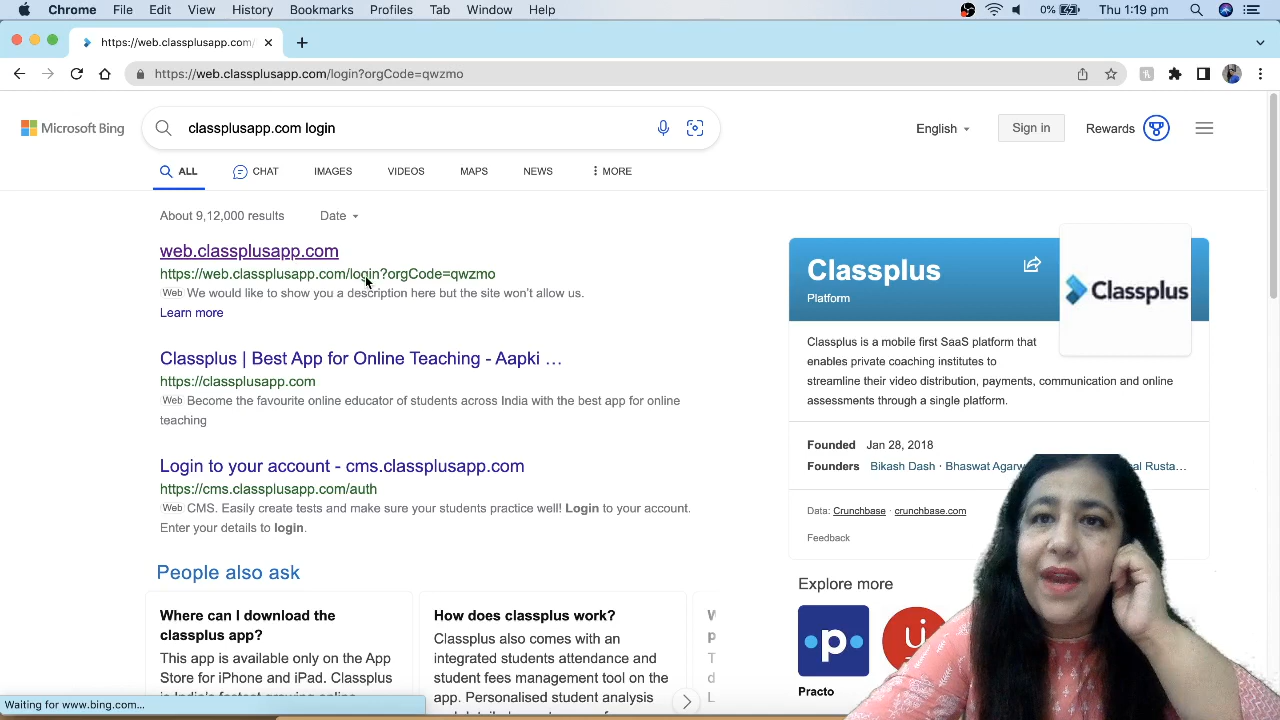 Chrome File Edit View History Bookmarks Profiles Tab Window Help 0% Thu 1:19 pm
https://web.classplusapp.com/
https://web.classplusapp.com/login?orgCode=qwzmo
Microsoft Bing classplusapp.com login English Sign in Rewards
ALL CHAT IMAGES VIDEOS MAPS NEWS MORE
About 9,12,000 results Date
web.classplusapp.com
https://web.classplusapp.com/login?orgCode=qwzmo
Web We would like to show you a description here but the site won't allow us.
Learn more
Classplus | Best App for Online Teaching - Aapki …
https://classplusapp.com
Web Become the favourite online educator of students across India with the best app for online
teaching
Login to your account - cms.classplusapp.com
https://cms.classplusapp.com/auth
Web CMS. Easily create tests and make sure your students practice well! Login to your account.
Enter your details to login.
People also ask
Where can I download the
classplus app?
This app is available only on the App
Store for iPhone and iPad. Classplus
How does classplus work?
Classplus also comes with an
integrated students attendance and
student fees management tool on the
app. Personalised student analysis
Classplus
Platform
Classplus
Classplus is a mobile first SaaS platform that
enables private coaching institutes to
streamline their video distribution, payments, communication and online
assessments through a single platform.
Founded Jan 28, 2018
Founders Bikash Dash · Bhaswat Agarw Rusta…
Data: Crunchbase · crunchbase.com
Feedback
Explore more
Practo
Waiting for www.bing.com...